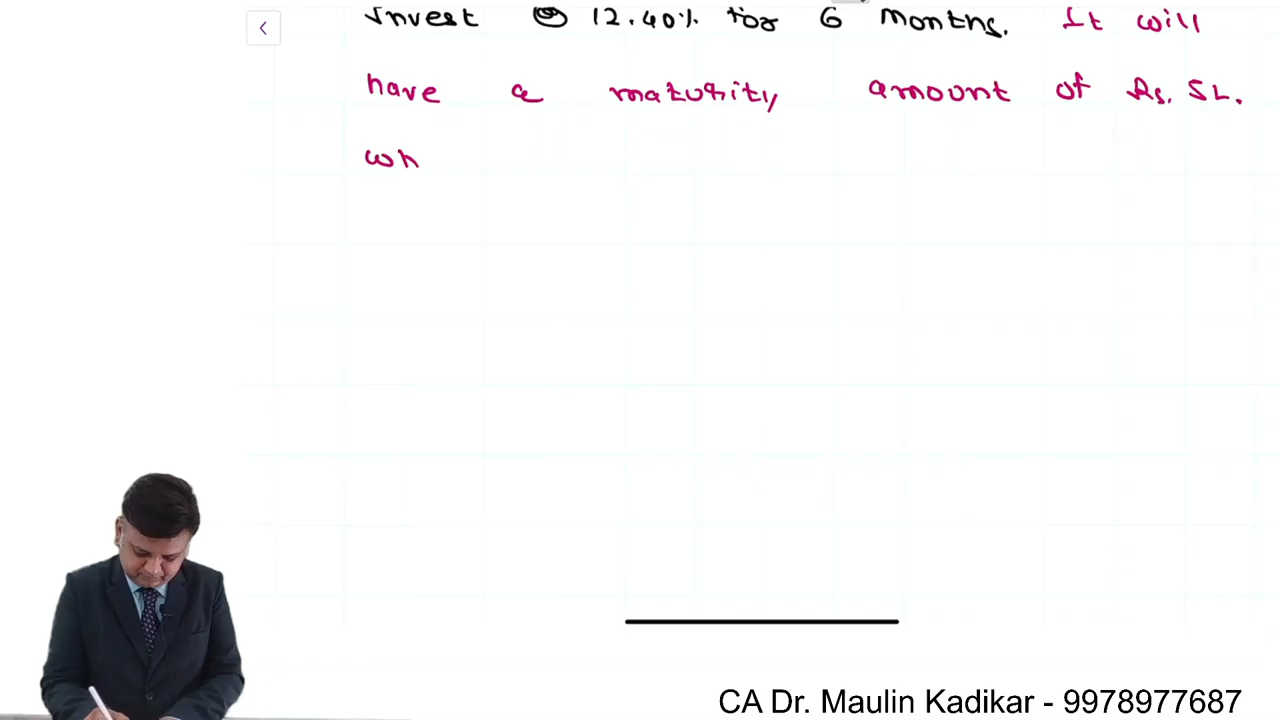 Invest @ 12.40% for 6 months. It will
have a maturity amount of Rs. 5L.
wh
CA Dr. Maulin Kadikar - 9978977687